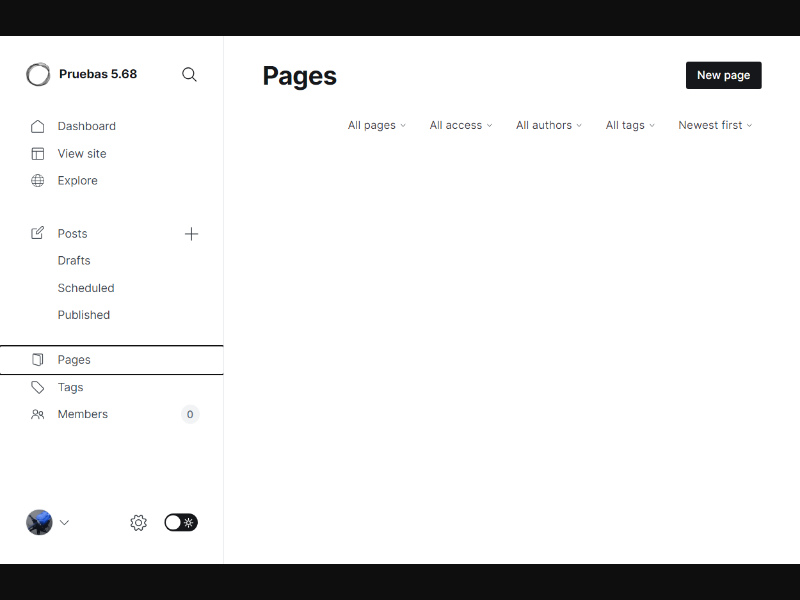 Pruebas 5.68
Dashboard
View site
Explore
Posts
Drafts
Scheduled
Published
Pages
Tags
Members 0
Pages
New page
All pages All access All authors All tags Newest first